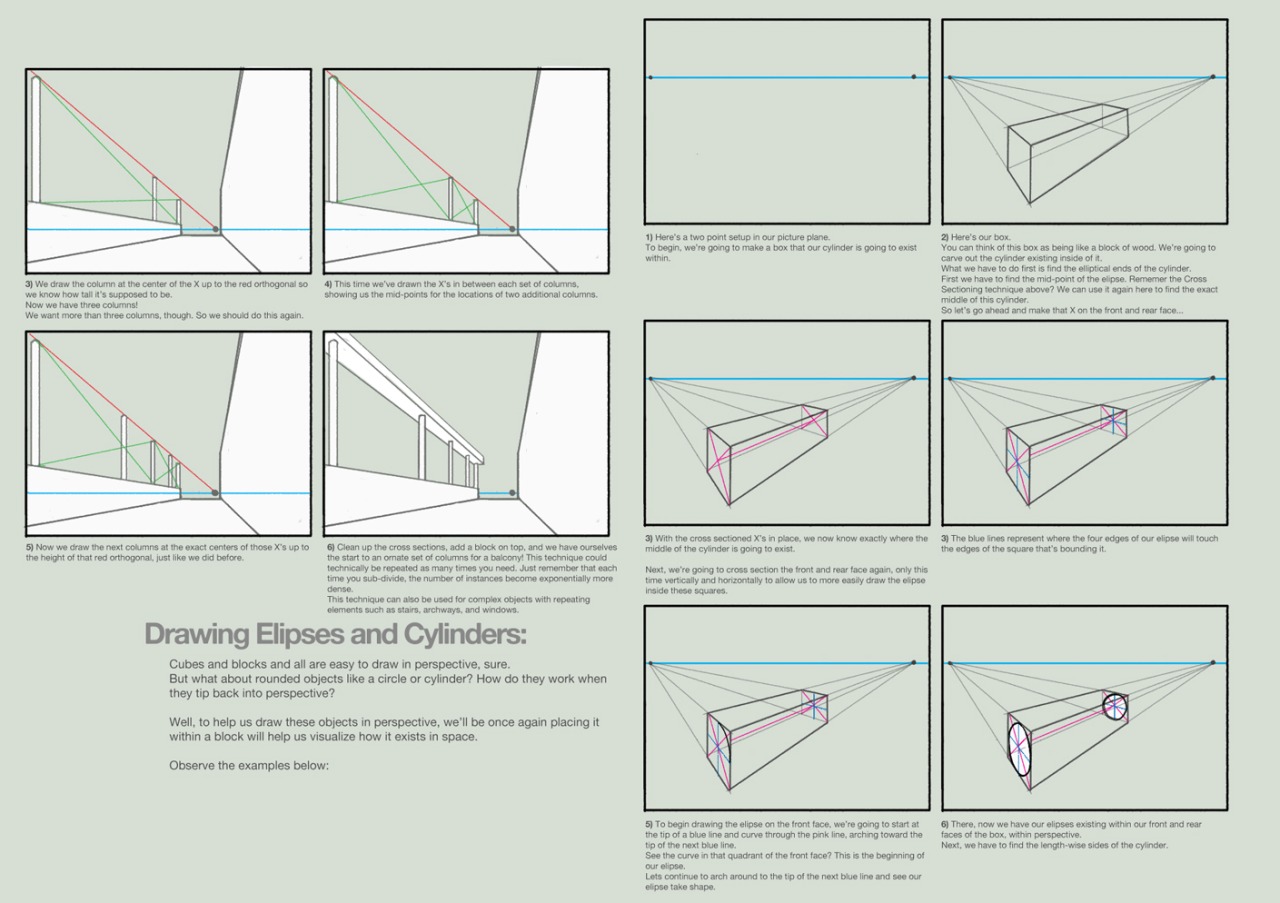 3) We draw the column at the center of the X up to the red orthogonal so
we know how tall it's supposed to be.
Now we have three columns!
We want more than three columns, though. So we should do this again.
4) This time we've drawn the X's in between each set of columns,
showing us the mid-points for the locations of two additional columns.
5) Now we draw the next columns at the exact centers of those X's up to
the height of that red orthogonal, just like we did before.
6) Clean up the cross sections, add a block on top, and we have ourselves
the start to an ornate set of columns for a balcony! This technique could
technically be repeated as many times you need. Just remember that each
time you sub-divide, the number of instances become exponentially more
dense.
This technique can also be used for complex objects with repeating
elements such as stairs, archways, and windows.
Drawing Elipses and Cylinders:
Cubes and blocks and all are easy to draw in perspective, sure.
But what about rounded objects like a circle or cylinder? How do they work when
they tip back into perspective?
Well, to help us draw these objects in perspective, we'll be once again placing it
within a block will help us visualize how it exists in space.
Observe the examples below:
1) Here's a two point setup in our picture plane.
To begin, we're going to make a box that our cylinder is going to exist
within.
2) Here's our box.
You can think of this box as being like a block of wood. We're going to
carve out the cylinder existing inside of it.
What we have to do first is find the elliptical ends of the cylinder.
First we have to find the mid-point of the elipse. Rememer the Cross
Sectioning technique above? We can use it again here to find the exact
middle of this cylinder.
So let's go ahead and make that X on the front and rear face...
3) With the cross sectioned X's in place, we now know exactly where the
middle of the cylinder is going to exist.
Next, we're going to cross section the front and rear face again, only this
time vertically and horizontally to allow us to more easily draw the elipse
inside these squares.
3) The blue lines represent where the four edges of our elipse will touch
the edges of the square that's bounding it.
5) To begin drawing the elipse on the front face, we're going to start at
the tip of a blue line and curve through the pink line, arching toward the
tip of the next blue line.
See the curve in that quadrant of the front face? This is the beginning of
our elipse.
Lets continue to arch around to the tip of the next blue line and see our
elipse take shape.
6) There, now we have our elipses existing within our front and rear
faces of the box, within perspective.
Next, we have to find the length-wise sides of the cylinder.